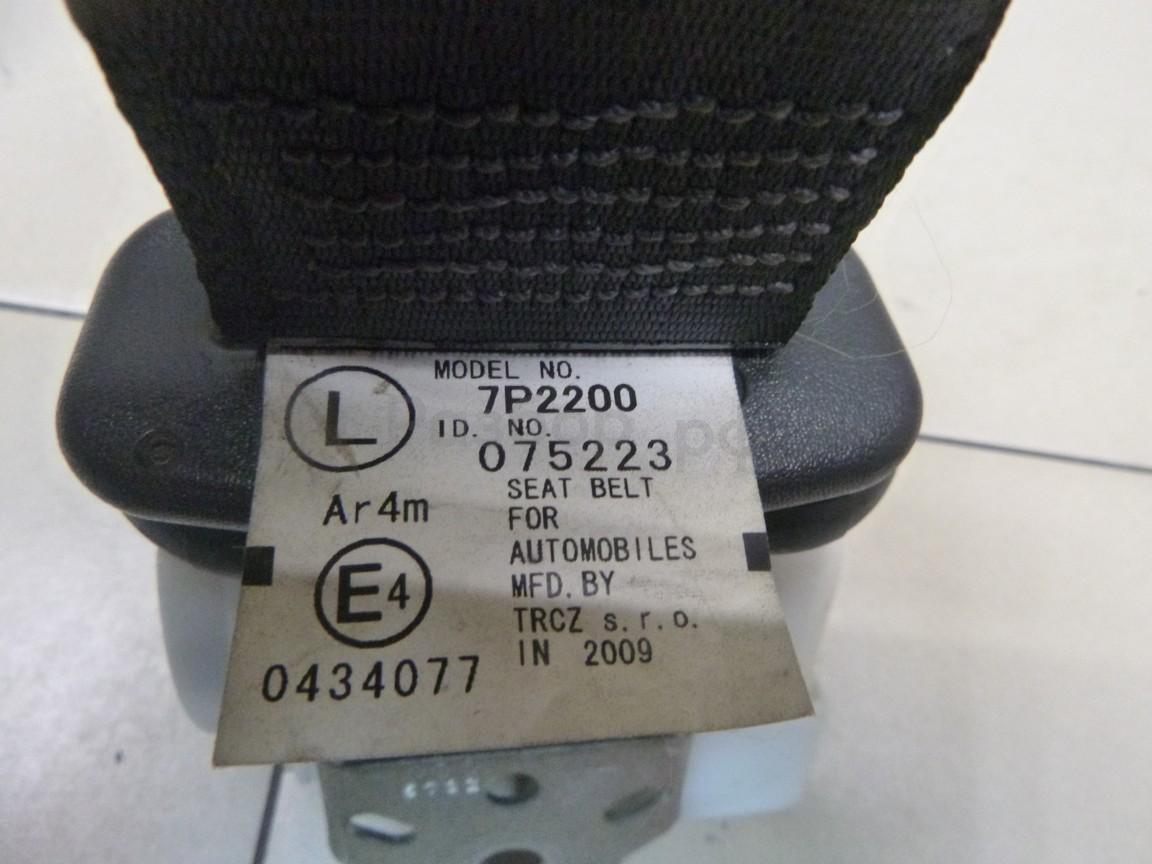 L
MODEL NO.
7P2200
ID. NO.
075223
Ar4m
SEAT BELT
FOR
AUTOMOBILES
MFD. BY
TRCZ s.r.o.
IN 2009
E4
0434077